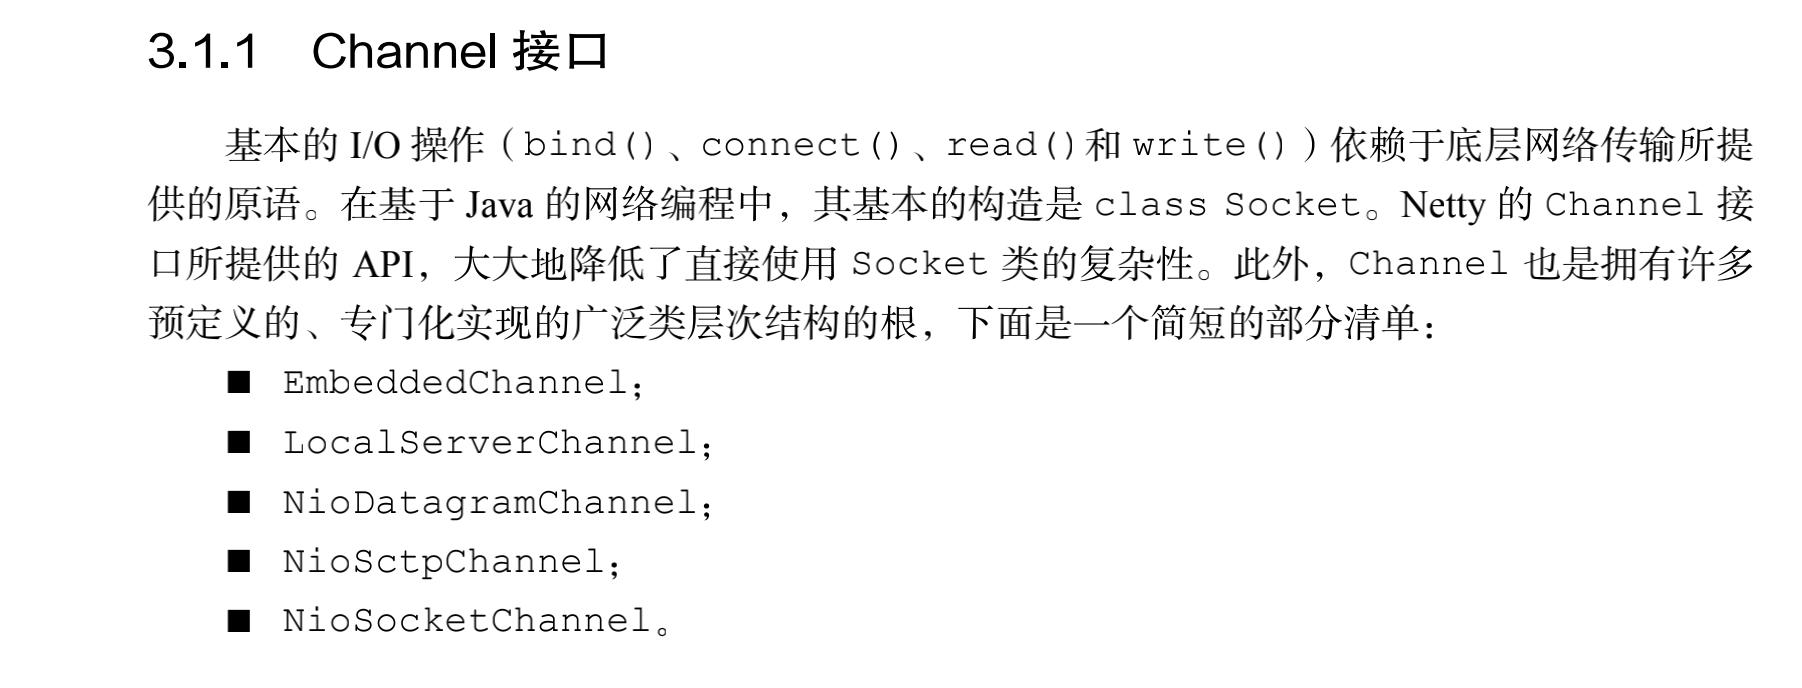 3.1.1 Channel 接口
基本的 I/O 操作（bind()、connect()、read()和 write()）依赖于底层网络传输所提
供的原语。在基于 Java 的网络编程中，其基本的构造是 class Socket。Netty 的 Channel 接
口所提供的 API，大大地降低了直接使用 Socket 类的复杂性。此外，Channel 也是拥有许多
预定义的、专门化实现的广泛类层次结构的根，下面是一个简短的部分清单：
■ EmbeddedChannel；
■ LocalServerChannel；
■ NioDatagramChannel；
■ NioSctpChannel；
■ NioSocketChannel。